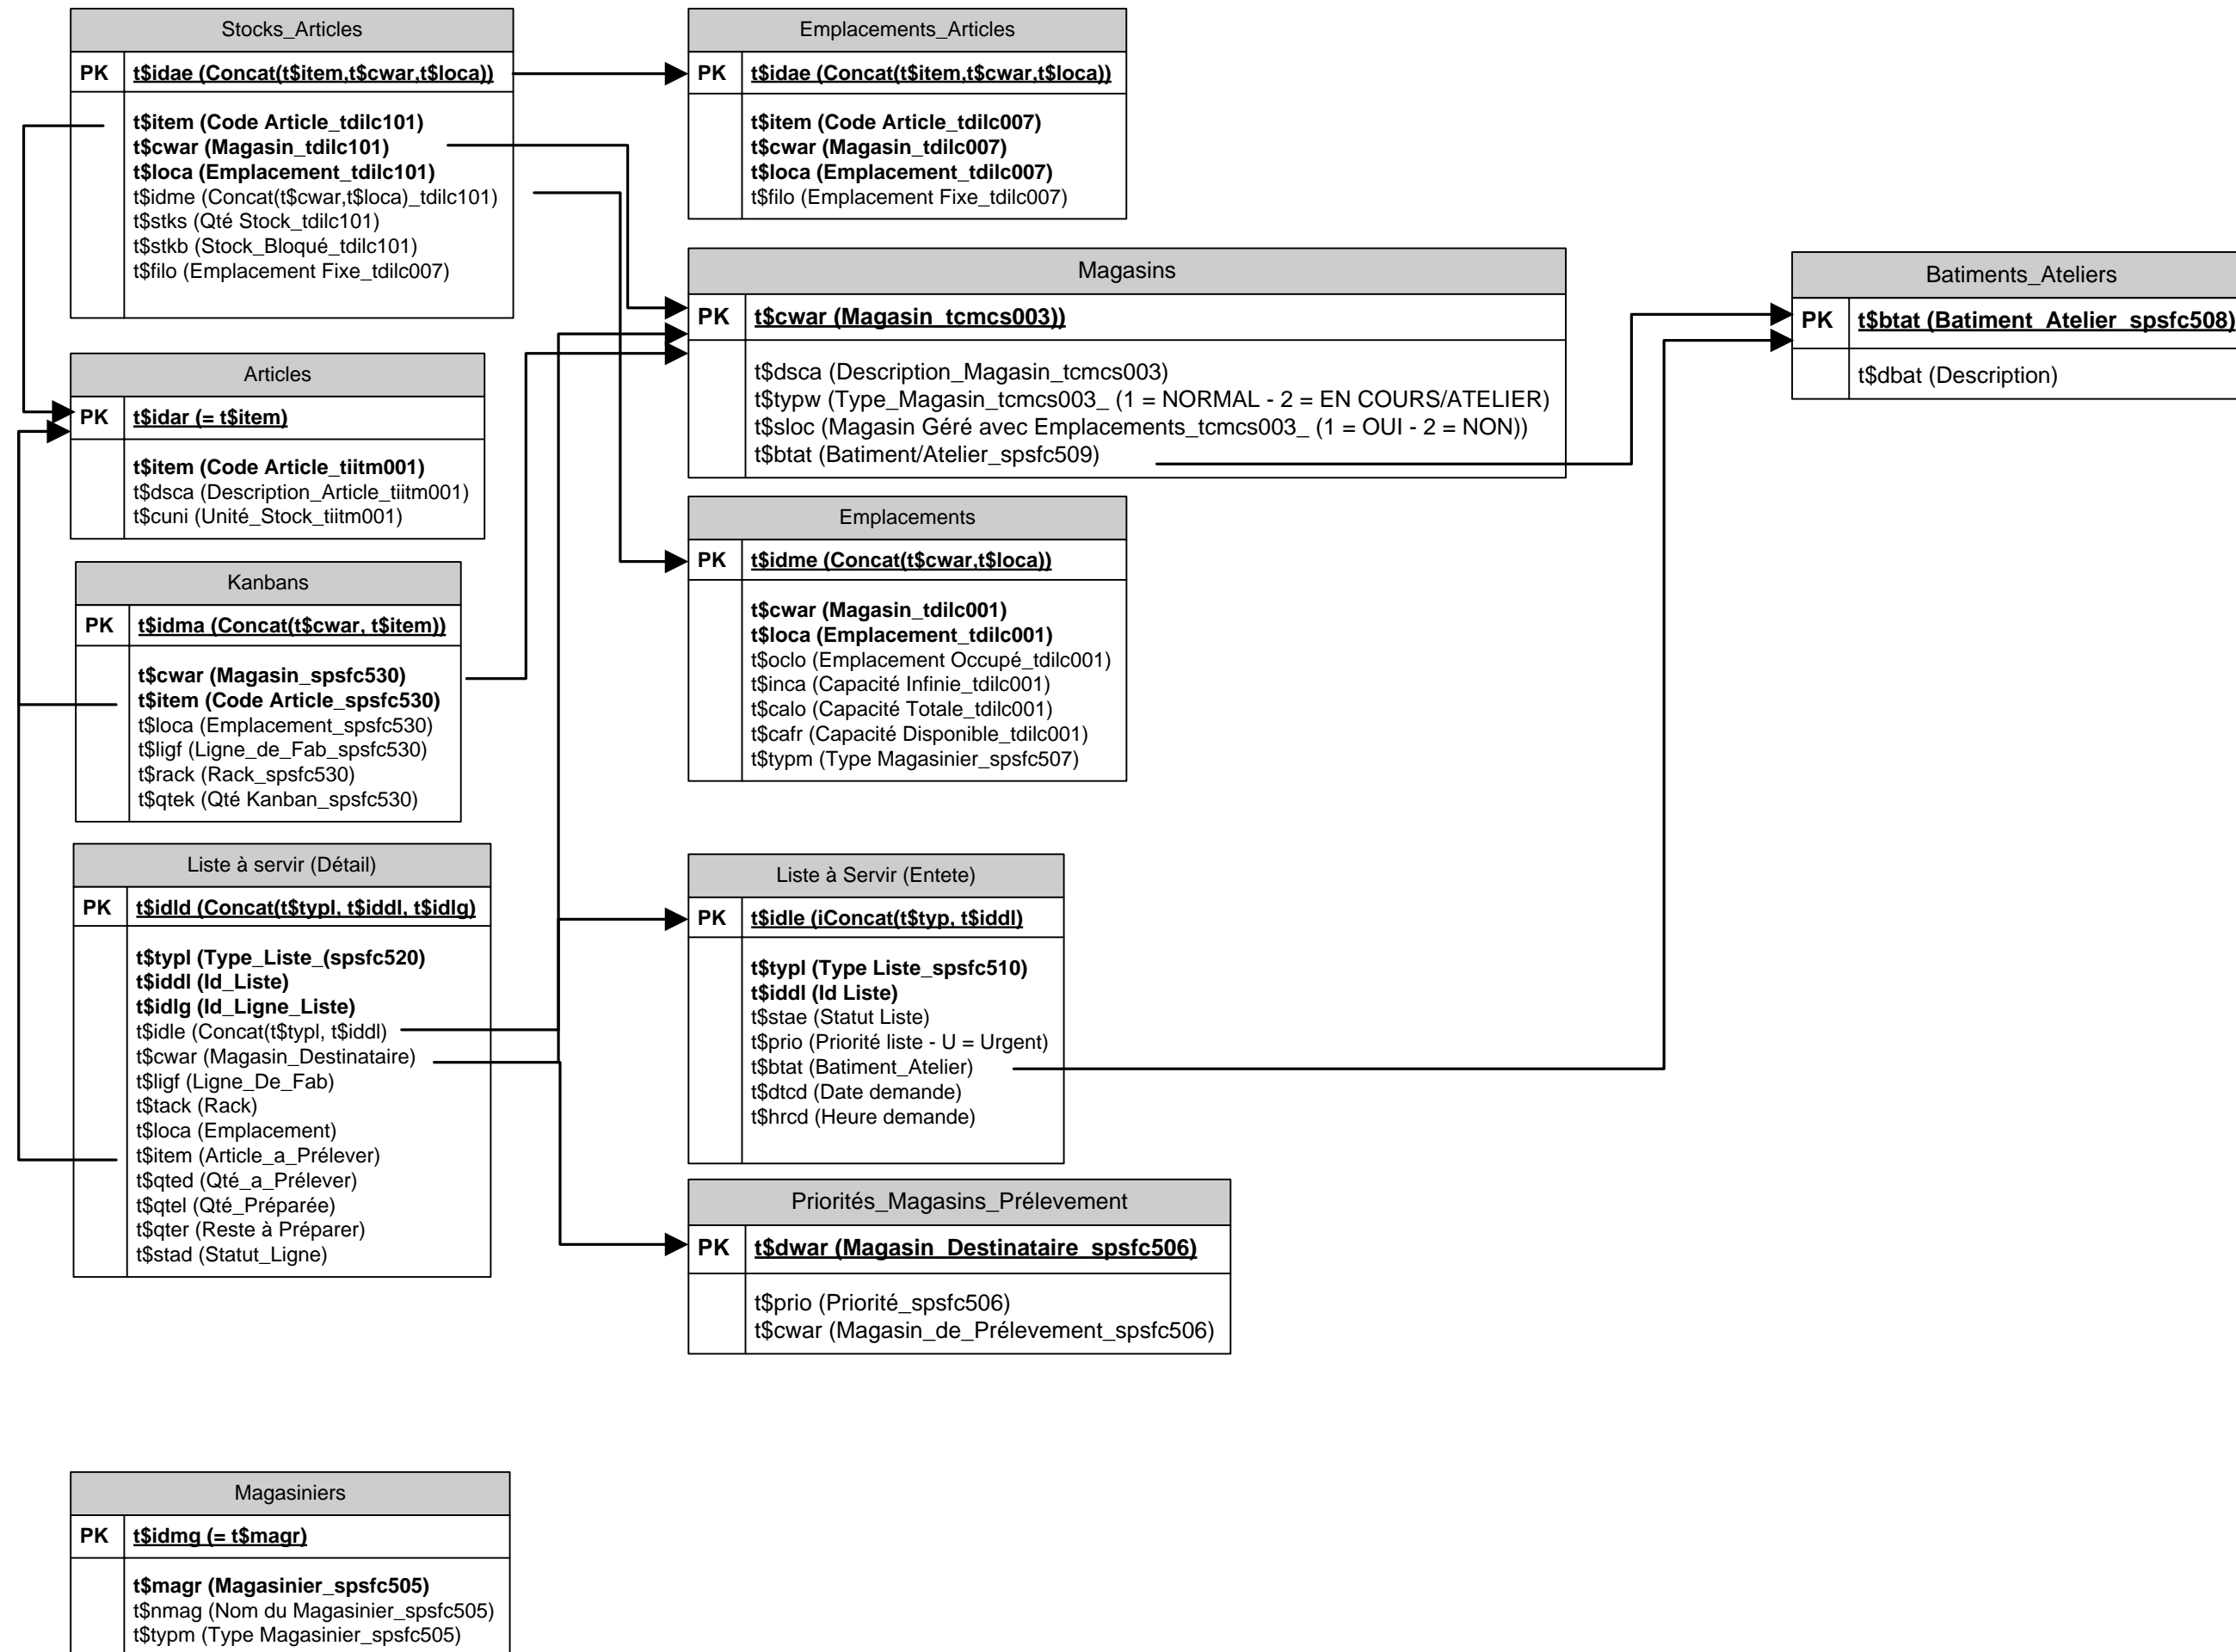 Stocks_Articles
PK t$idae (Concat(t$item,t$cwar,t$loca))
t$item (Code Article_tdilc101)
t$cwar (Magasin_tdilc101)
t$loca (Emplacement_tdilc101)
t$idme (Concat(t$cwar,t$loca)_tdilc101)
t$stks (Qté Stock_tdilc101)
t$stkb (Stock_Bloqué_tdilc101)
t$filo (Emplacement Fixe_tdilc007)
Emplacements_Articles
PK t$idae (Concat(t$item,t$cwar,t$loca))
t$item (Code Article_tdilc007)
t$cwar (Magasin_tdilc007)
t$loca (Emplacement_tdilc007)
t$filo (Emplacement Fixe_tdilc007)
Magasins
PK t$cwar (Magasin_tcmcs003))
t$dsca (Description_Magasin_tcmcs003)
t$typw (Type_Magasin_tcmcs003_ (1 = NORMAL - 2 = EN COURS/ATELIER)
t$sloc (Magasin Géré avec Emplacements_tcmcs003_ (1 = OUI - 2 = NON))
t$btat (Batiment/Atelier_spsfc509)
Batiments_Ateliers
PK t$btat (Batiment_Atelier_spsfc508)
t$dbat (Description)
Articles
PK t$idar (= t$item)
t$item (Code Article_tiitm001)
t$dsca (Description_Article_tiitm001)
t$cuni (Unité_Stock_tiitm001)
Emplacements
PK t$idme (Concat(t$cwar,t$loca))
t$cwar (Magasin_tdilc001)
t$loca (Emplacement_tdilc001)
t$oclo (Emplacement Occupé_tdilc001)
t$inca (Capacité Infinie_tdilc001)
t$calo (Capacité Totale_tdilc001)
t$cafr (Capacité Disponible_tdilc001)
t$typm (Type Magasinier_spsfc507)
Kanbans
PK t$idma (Concat(t$cwar, t$item))
t$cwar (Magasin_spsfc530)
t$item (Code Article_spsfc530)
t$loca (Emplacement_spsfc530)
t$ligf (Ligne_de_Fab_spsfc530)
t$rack (Rack_spsfc530)
t$qtek (Qté Kanban_spsfc530)
Liste à servir (Détail)
PK t$idld (Concat(t$typl, t$iddl, t$idlg)
t$typl (Type_Liste_(spsfc520)
t$iddl (Id_Liste)
t$idlg (Id_Ligne_Liste)
t$idle (Concat(t$typl, t$iddl)
t$cwar (Magasin_Destinataire)
t$ligf (Ligne_De_Fab)
t$tack (Rack)
t$loca (Emplacement)
t$item (Article_a_Prélever)
t$qted (Qté_a_Prélever)
t$qtel (Qté_Préparée)
t$qter (Reste à Préparer)
t$stad (Statut_Ligne)
Liste à Servir (Entete)
PK t$idle (iConcat(t$typ, t$iddl)
t$typl (Type Liste_spsfc510)
t$iddl (Id Liste)
t$stae (Statut Liste)
t$prio (Priorité liste - U = Urgent)
t$btat (Batiment_Atelier)
t$dtcd (Date demande)
t$hrcd (Heure demande)
Priorités_Magasins_Prélevement
PK t$dwar (Magasin_Destinataire_spsfc506)
t$prio (Priorité_spsfc506)
t$cwar (Magasin_de_Prélevement_spsfc506)
Magasiniers
PK t$idmg (= t$magr)
t$magr (Magasinier_spsfc505)
t$nmag (Nom du Magasinier_spsfc505)
t$typm (Type Magasinier_spsfc505)